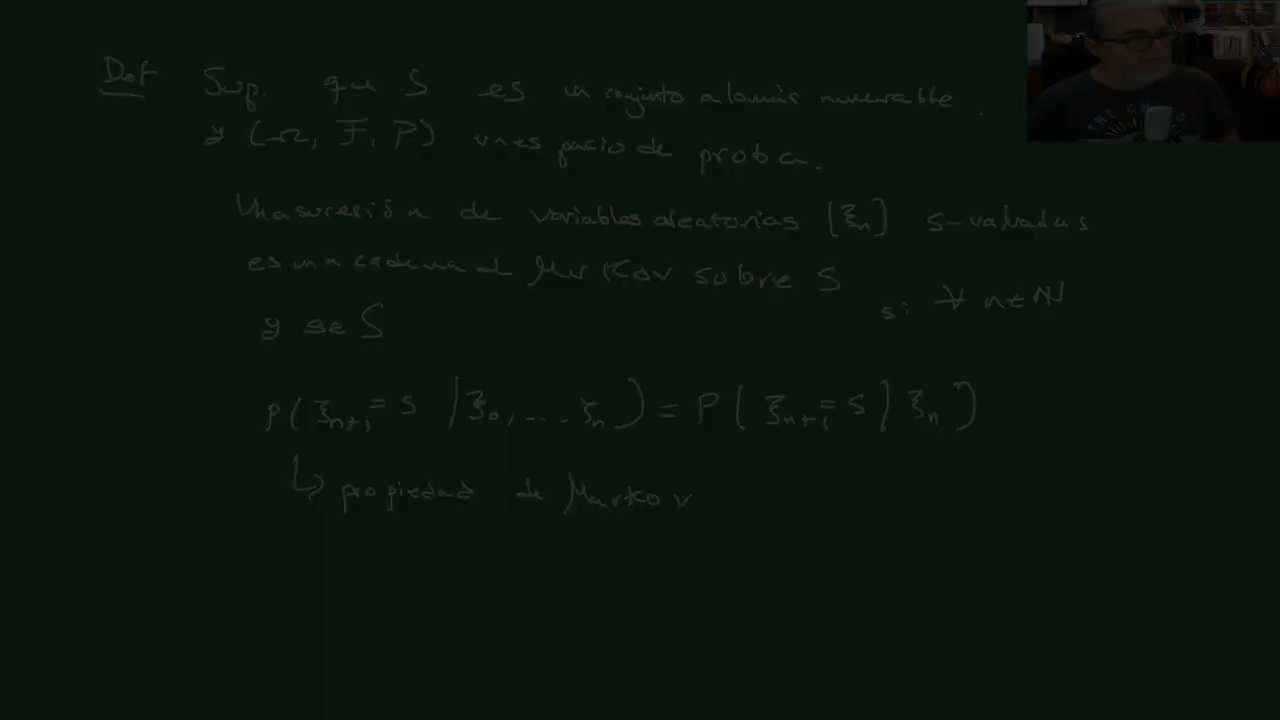 Def Sup. que S es un conjunto a lo más numerable.
y (Ω, F, P) un espacio de proba.
Una sucesión de variables aleatorias {ξₙ} S-valuadas
es una cadena de Markov sobre S si ∀ n ∈ ℕ
y s ∈ S
P(ξₙ₊₁ = s | ξ₀, ... ξₙ) = P(ξₙ₊₁ = s | ξₙ)
↳ propiedad de Markov